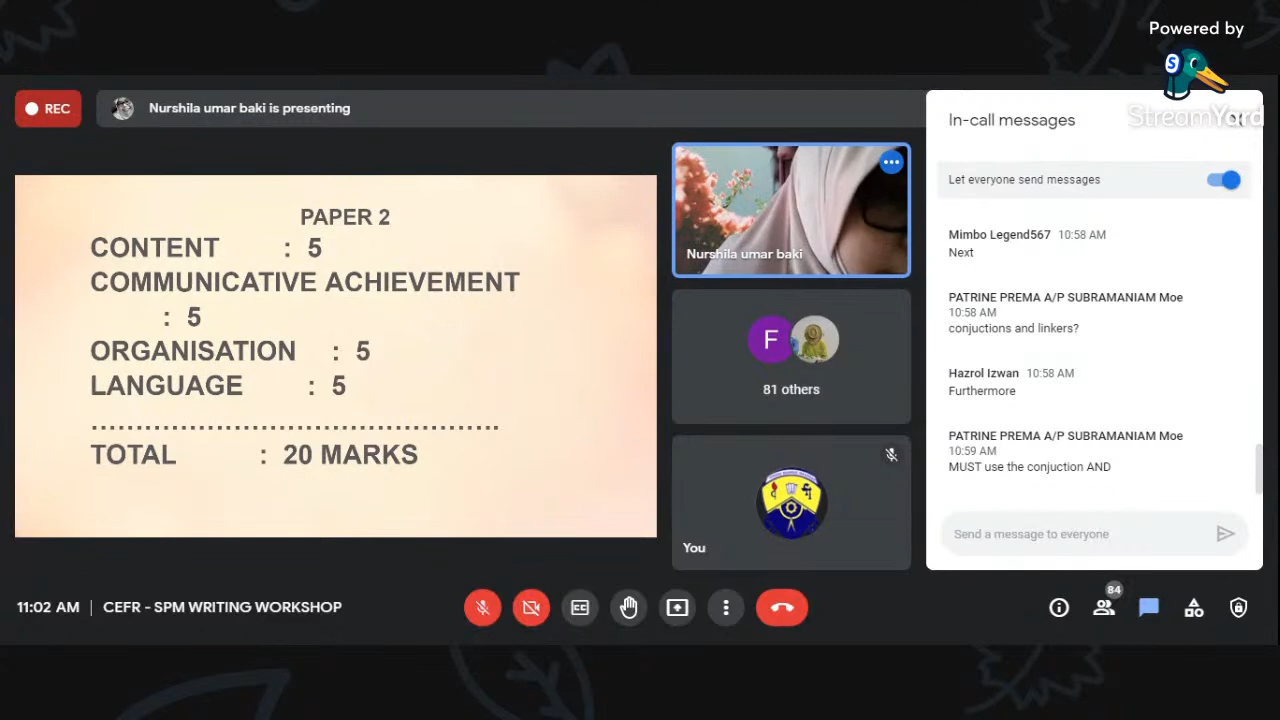 Powered by
S
StreamYard
REC
Nurshila umar baki is presenting
In-call messages
Let everyone send messages
PAPER 2
CONTENT : 5
COMMUNICATIVE ACHIEVEMENT
: 5
ORGANISATION : 5
LANGUAGE : 5
................................................
TOTAL : 20 MARKS
Nurshila umar baki
F
81 others
You
Mimbo Legend567 10:58 AM
Next
PATRINE PREMA A/P SUBRAMANIAM Moe
10:58 AM
conjuctions and linkers?
Hazrol Izwan 10:58 AM
Furthermore
PATRINE PREMA A/P SUBRAMANIAM Moe
10:59 AM
MUST use the conjuction AND
Send a message to everyone
11:02 AM | CEFR - SPM WRITING WORKSHOP
CC
84